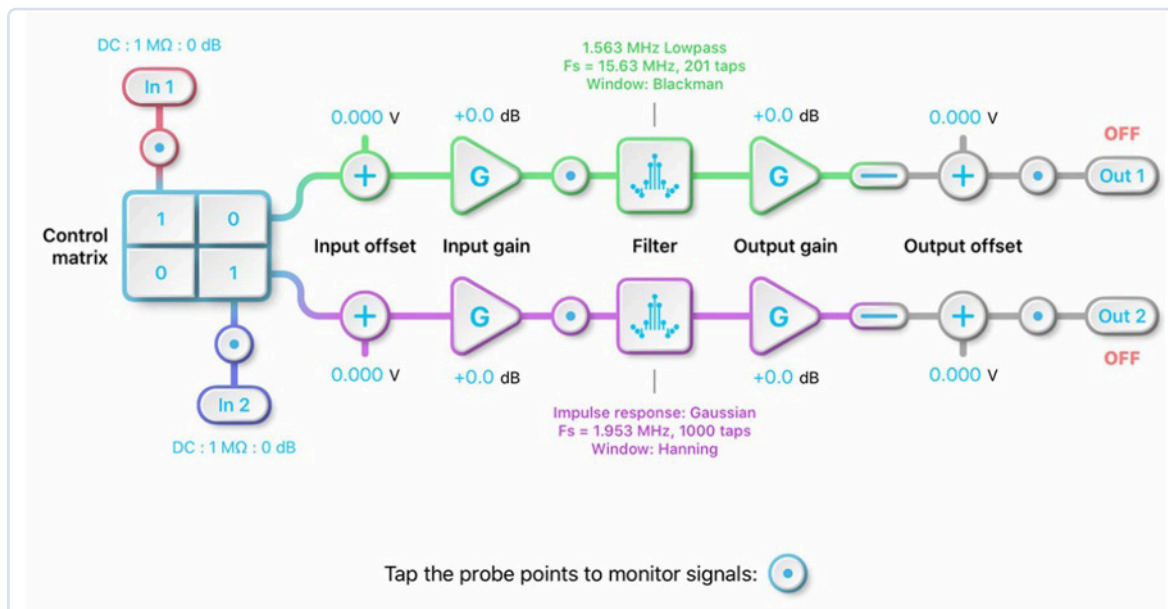 DC : 1 MΩ : 0 dB
In 1
1.563 MHz Lowpass
Fs = 15.63 MHz, 201 taps
Window: Blackman
0.000 V
+0.0 dB
+0.0 dB
0.000 V
OFF
G
G
Out 1
1 0
0 1
Control
matrix
Input offset
Input gain
Filter
Output gain
Output offset
G
G
Out 2
0.000 V
+0.0 dB
+0.0 dB
0.000 V
OFF
In 2
DC : 1 MΩ : 0 dB
Impulse response: Gaussian
Fs = 1.953 MHz, 1000 taps
Window: Hanning
Tap the probe points to monitor signals: